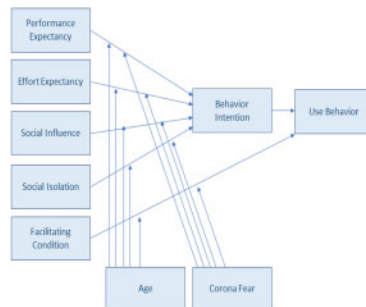 Performance
Expectancy
Effort Expectancy
Social Influence
Social Isolation
Facilitating
Condition
Behavior
Intention
Use Behavior
Age
Corona Fear